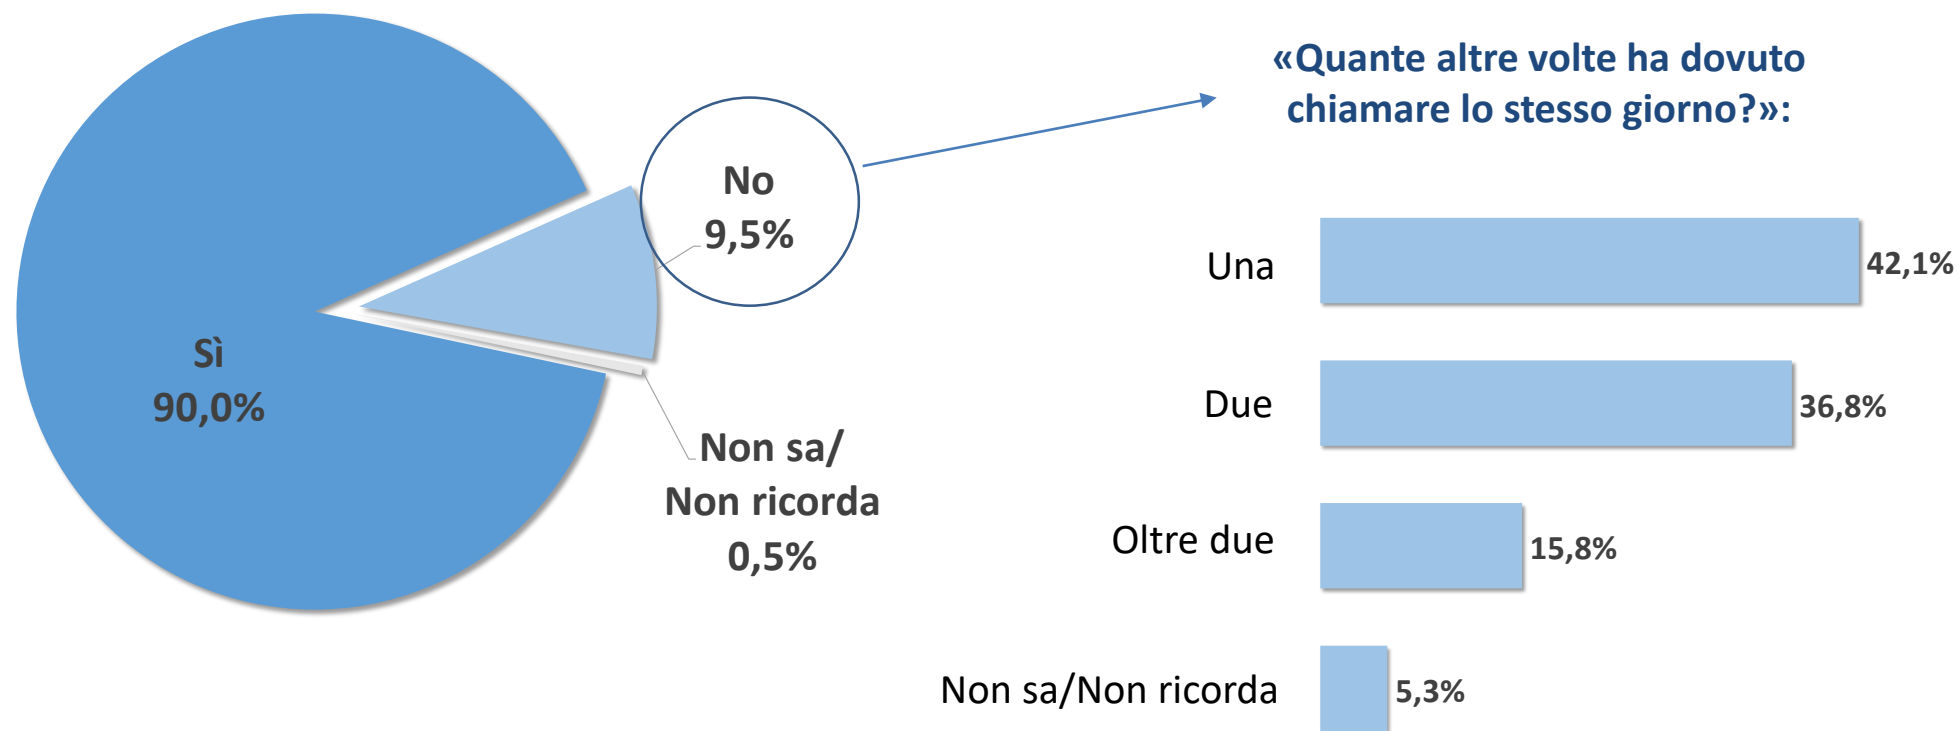 Sì
90,0%
No
9,5%
Non sa/
Non ricorda
0,5%
«Quante altre volte ha dovuto
chiamare lo stesso giorno?»:
Una
42,1%
Due
36,8%
Oltre due
15,8%
Non sa/Non ricorda
5,3%